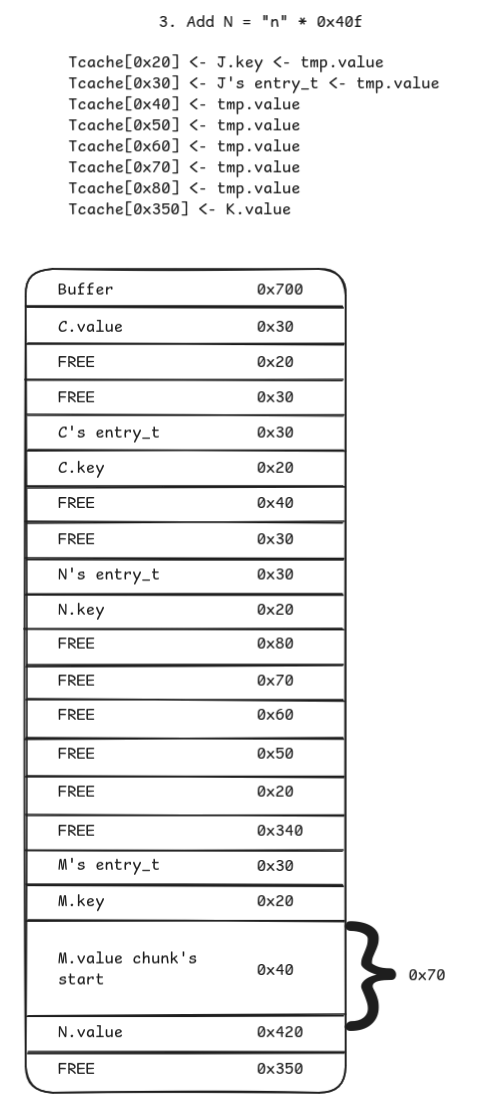 3. Add N = "n" * 0x40f
Tcache[0x20] <- J.key <- tmp.value
Tcache[0x30] <- J's entry_t <- tmp.value
Tcache[0x40] <- tmp.value
Tcache[0x50] <- tmp.value
Tcache[0x60] <- tmp.value
Tcache[0x70] <- tmp.value
Tcache[0x80] <- tmp.value
Tcache[0x350] <- K.value
Buffer 0x700
C.value 0x30
FREE 0x20
FREE 0x30
C's entry_t 0x30
C.key 0x20
FREE 0x40
FREE 0x30
N's entry_t 0x30
N.key 0x20
FREE 0x80
FREE 0x70
FREE 0x60
FREE 0x50
FREE 0x20
FREE 0x340
M's entry_t 0x30
M.key 0x20
M.value chunk's
start 0x40
0x70
N.value 0x420
FREE 0x350